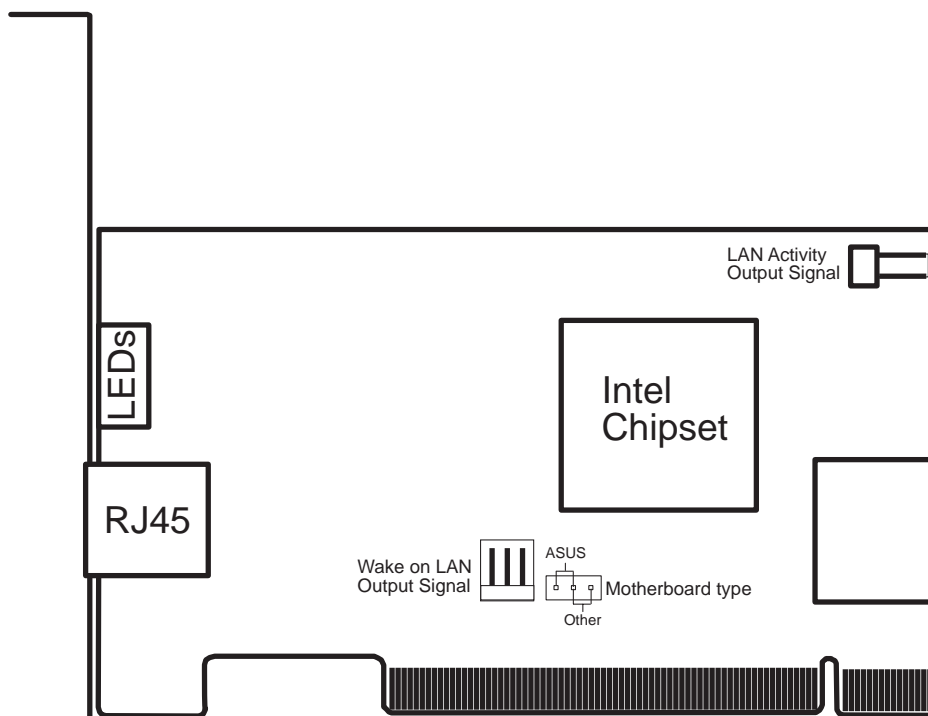 LAN Activity
Output Signal
LEDs
Intel
Chipset
RJ45
Wake on LAN
Output Signal
ASUS
Motherboard type
Other